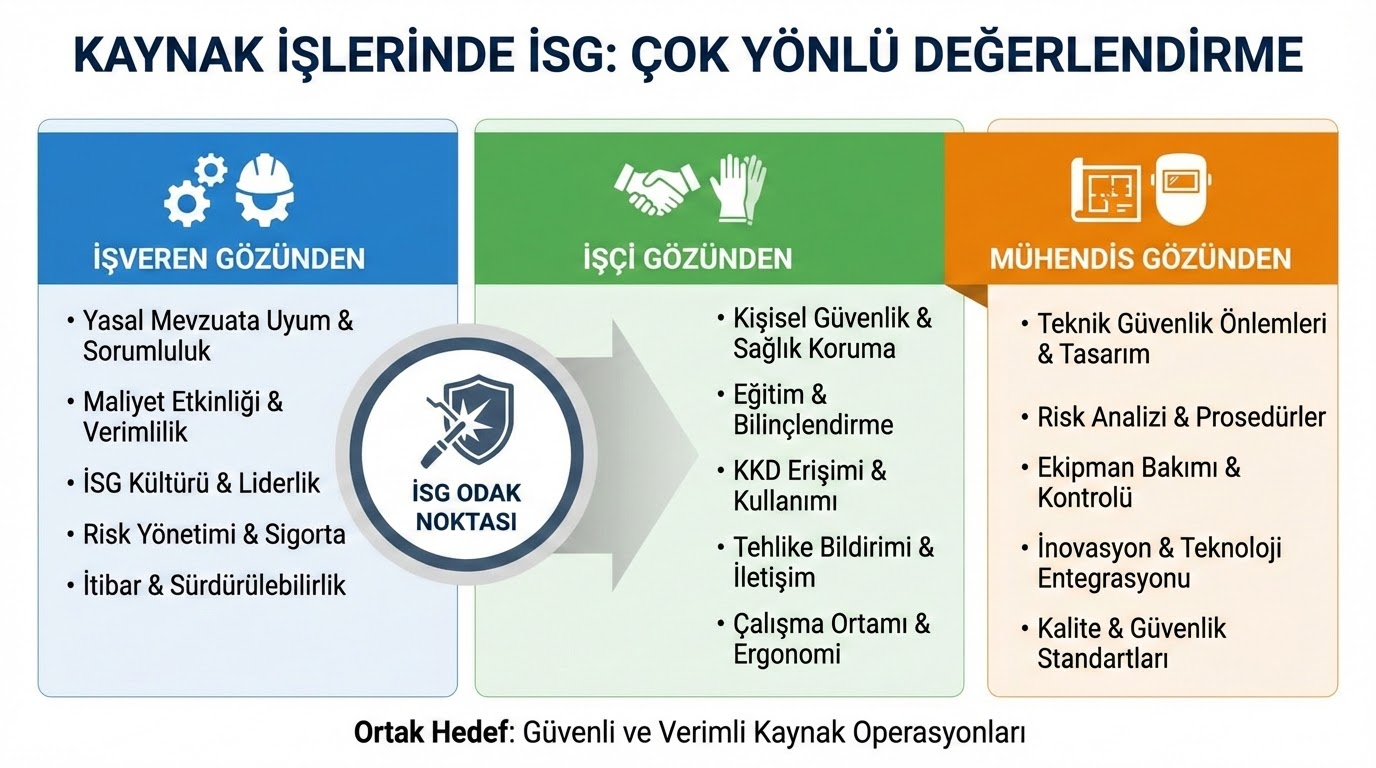 KAYNAK İŞLERİNDE İSG: ÇOK YÖNLÜ DEĞERLENDİRME
İŞVEREN GÖZÜNDEN
• Yasal Mevzuata Uyum &
Sorumluluk
• Maliyet Etkinliği &
Verimlilik
• İSG Kültürü & Liderlik
• Risk Yönetimi & Sigorta
• İtibar & Sürdürülebilirlik
İSG ODAK
NOKTASI
İŞÇİ GÖZÜNDEN
• Kişisel Güvenlik &
Sağlık Koruma
• Eğitim &
Bilinçlendirme
• KKD Erişimi &
Kullanımı
• Tehlike Bildirimi &
İletişim
• Çalışma Ortamı &
Ergonomi
MÜHENDİS GÖZÜNDEN
• Teknik Güvenlik Önlemleri
& Tasarım
• Risk Analizi & Prosedürler
• Ekipman Bakımı &
Kontrolü
• İnovasyon & Teknoloji
Entegrasyonu
• Kalite & Güvenlik
Standartları
Ortak Hedef: Güvenli ve Verimli Kaynak Operasyonları